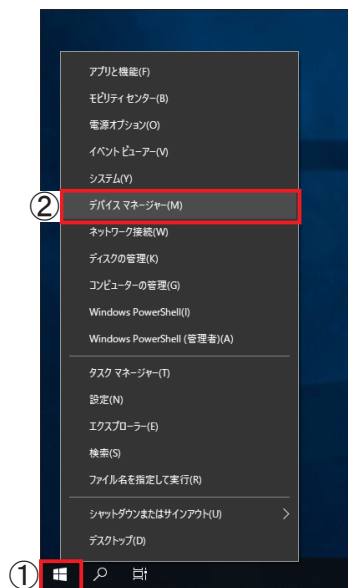 アプリと機能(F)
モビリティ センター(B)
電源オプション(O)
イベント ビューアー(V)
システム(Y)
② デバイス マネージャー(M)
ネットワーク接続(W)
ディスクの管理(K)
コンピューターの管理(G)
Windows PowerShell(I)
Windows PowerShell (管理者)(A)
タスク マネージャー(T)
設定(N)
エクスプローラー(E)
検索(S)
ファイル名を指定して実行(R)
シャットダウンまたはサインアウト(U)
デスクトップ(D)
①